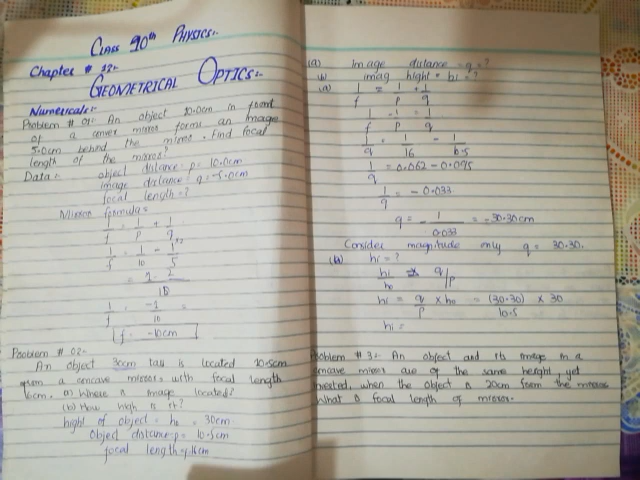 CLASS 10th PHYSICS:-
Chapter # 12:-
GEOMETRICAL OPTICS:-
Numericals:-
Problem # 01:- An object 10.0cm in front
of a convex mirror forms an image
5.0cm behind the mirror. Find focal
length of the mirror?
Data:- object distance = p = 10.0cm
image distance = q = -5.0cm
focal length = ?
Mirror formula
1/f = 1/p + 1/q
1/f = 1/10 - 1/5
= 1 - 2
10
1/f = -1/10
f = -10cm
Problem # 02:-
An object 30cm tall is located 10.5cm
from a concave mirror with focal length
16cm. a) Where is image located?
(b) How high is it?
hight of object = ho = 30cm
Object distance = p = 10.5cm
focal length = 16cm
(a) Image distance = q = ?
(b) imag hight = hi = ?
(a) 1/f = 1/p + 1/q
1/f - 1/p = 1/q
1/q = 1/16 - 1/10.5
1/q = 0.062 - 0.095
1/q = -0.033
q = - 1/0.033 = -30.30cm
Consider magnitude only q = 30.30.
(b) hi = ?
hi/ho = q/p
hi = q/p x ho = (30.30)/10.5 x 30
hi =
Problem # 3:- An object and its image in a
concave mirror are of the same height, yet
inverted, when the object is 20cm from the mirror.
What is focal length of mirror.